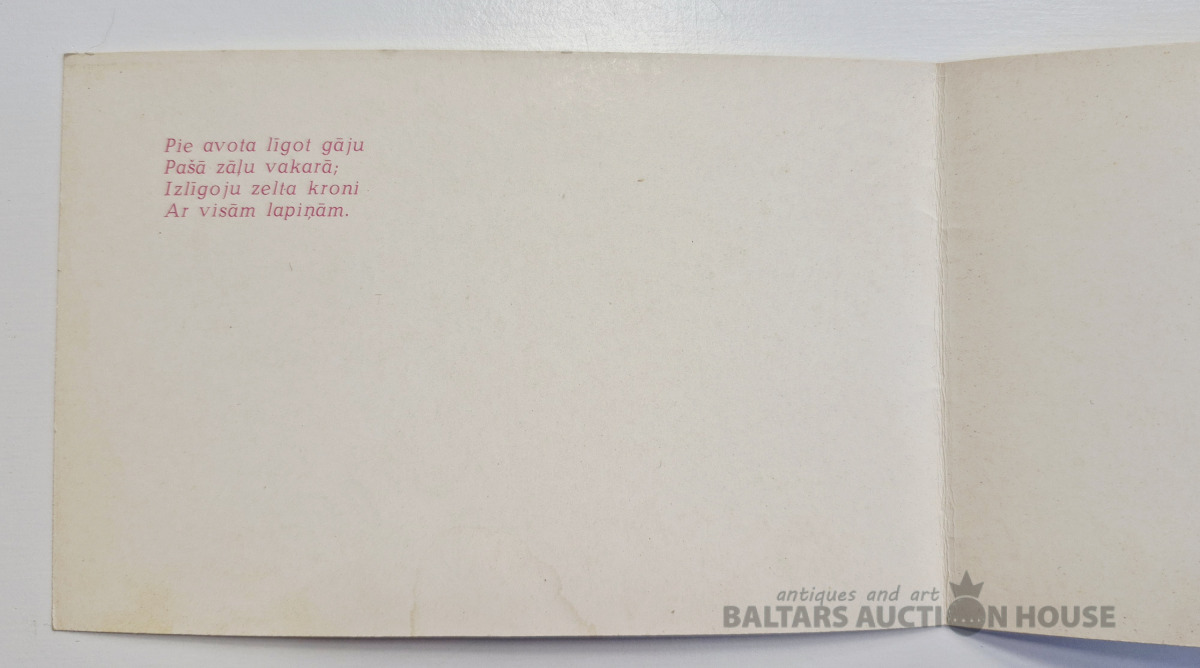 Pie avota līgot gāju
Pašā zāļu vakarā;
Izlīgoju zelta kroni
Ar visām lapiņām.
antiques and art
BALTARS AUCTION HOUSE